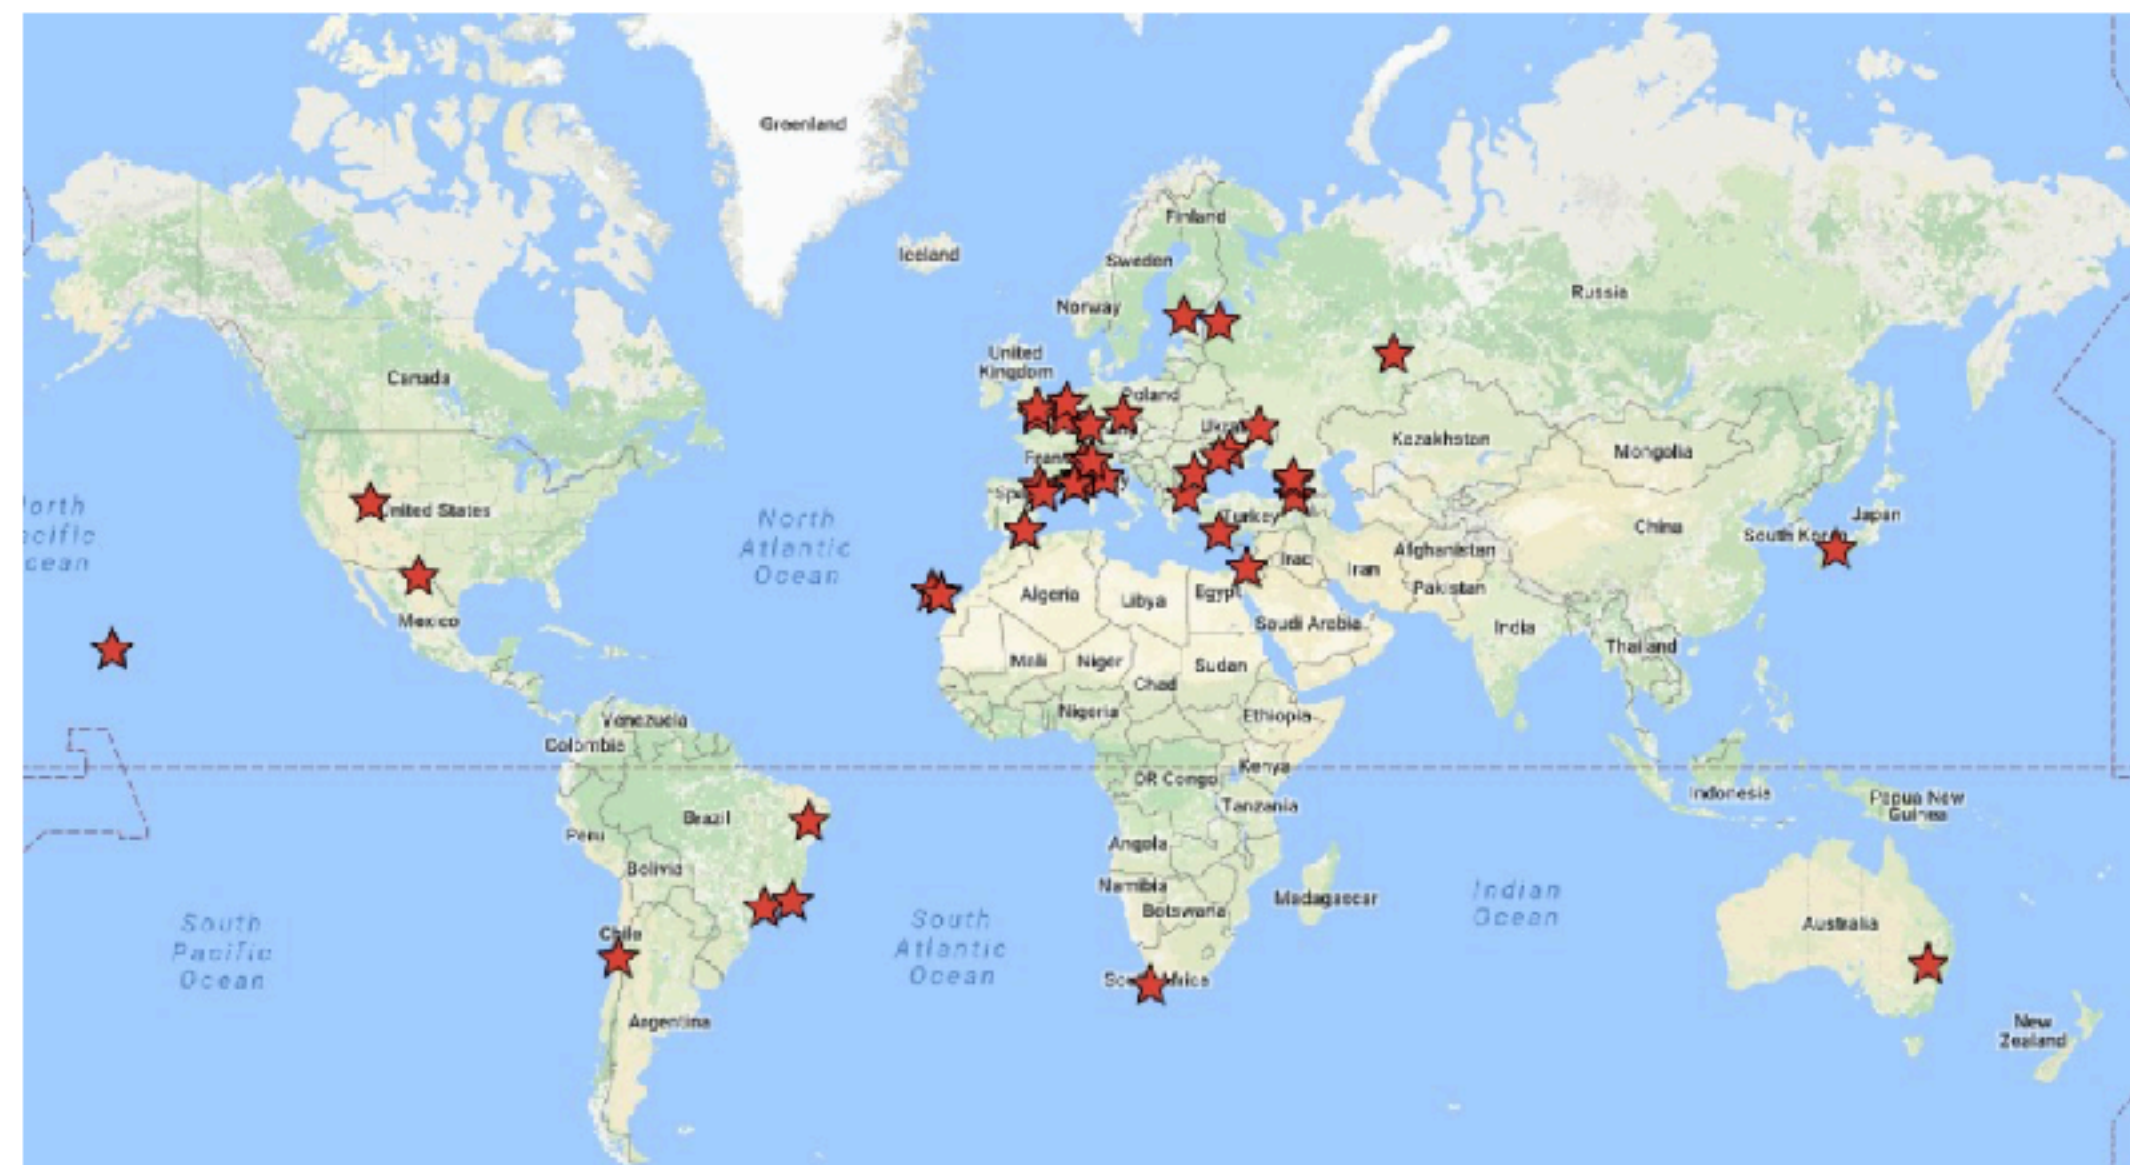 Greenland
Iceland
Finland
Sweden
Norway
Russia
United
Kingdom
Canada
Poland
Kazakhstan
Mongolia
United States
North
Atlantic
Ocean
Turkey
China
Japan
Afghanistan
Iraq
Iran
Pakistan
Algeria
Libya
Egypt
Saudi Arabia
India
Thailand
Mexico
Mali
Niger
Sudan
Chad
Nigeria
Ethiopia
Venezuela
Colombia
DR Congo
Kenya
Tanzania
Indonesia
Papua New
Guinea
Brazil
Peru
Angola
Bolivia
Namibia
Botswana
Madagascar
Indian
Ocean
South
Pacific
Ocean
Chile
South
Atlantic
Ocean
Australia
Argentina
New
Zealand